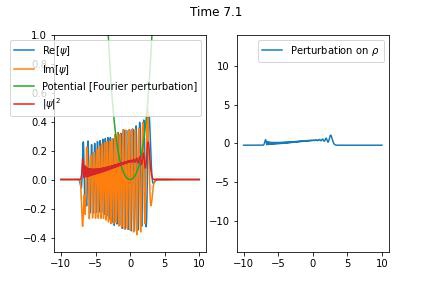 Time 7.1
Re[ψ]
Im[ψ]
Potential [Fourier perturbation]
|ψ|²
1.0
0.8
0.6
0.4
0.2
0.0
−0.2
−0.4
−10 −5 0 5 10
Perturbation on ρ
10
5
0
−5
−10
−10 −5 0 5 10